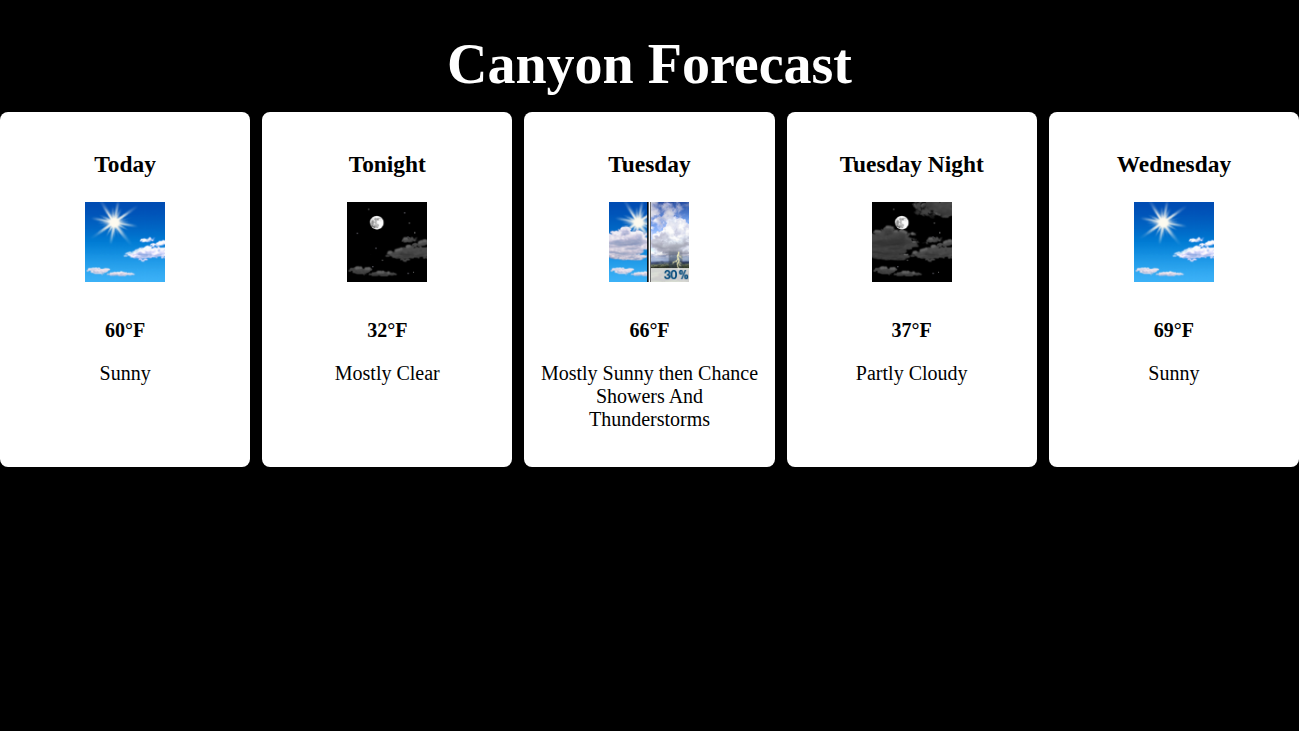 Canyon Forecast
Today
60°F
Sunny
Tonight
32°F
Mostly Clear
Tuesday
30%
66°F
Mostly Sunny then Chance
Showers And
Thunderstorms
Tuesday Night
37°F
Partly Cloudy
Wednesday
69°F
Sunny